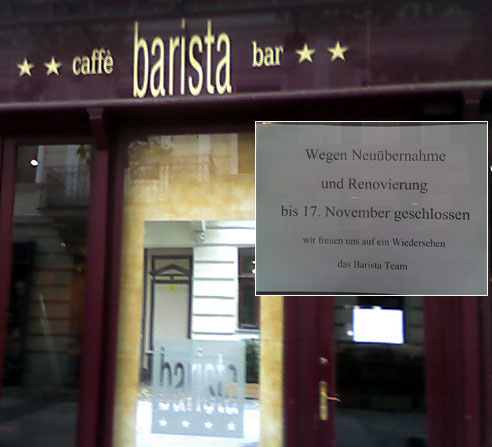 ★ ★ caffè barista bar ★ ★
Wegen Neuübernahme
und Renovierung
bis 17. November geschlossen
wir freuen uns auf ein Wiedersehen
das Barista Team
barista
★ ★ ★ ★